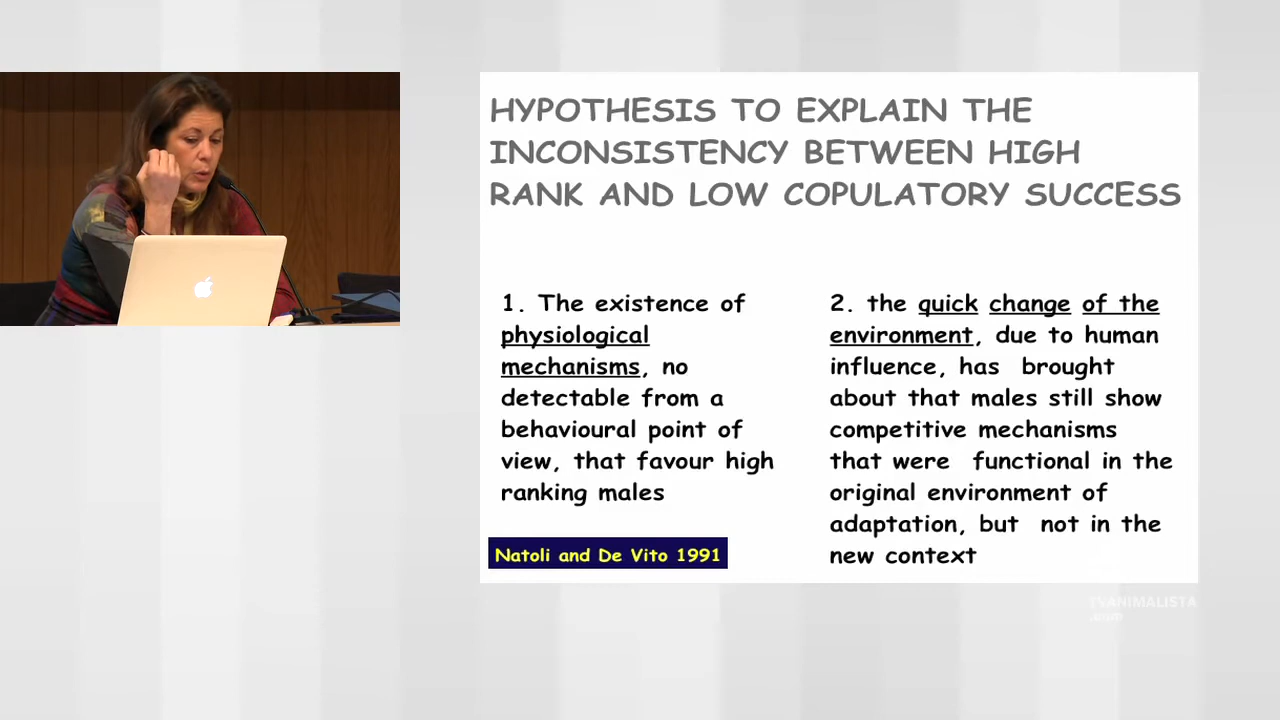 HYPOTHESIS TO EXPLAIN THE
INCONSISTENCY BETWEEN HIGH
RANK AND LOW COPULATORY SUCCESS
1. The existence of
physiological
mechanisms, no
detectable from a
behavioural point of
view, that favour high
ranking males
Natoli and De Vito 1991
2. the quick change of the
environment, due to human
influence, has brought
about that males still show
competitive mechanisms
that were functional in the
original environment of
adaptation, but not in the
new context
TVANIMALISTA